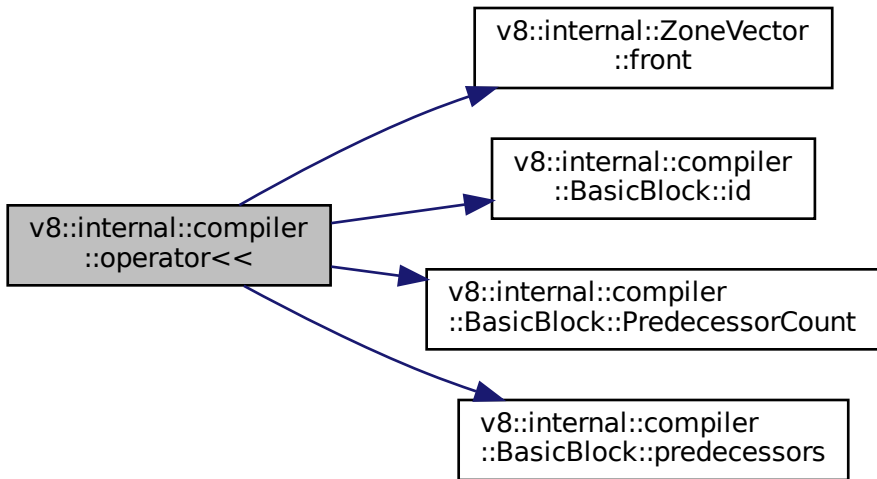 v8::internal::ZoneVector
::front
v8::internal::compiler
::BasicBlock::id
v8::internal::compiler
::operator<<
v8::internal::compiler
::BasicBlock::PredecessorCount
v8::internal::compiler
::BasicBlock::predecessors